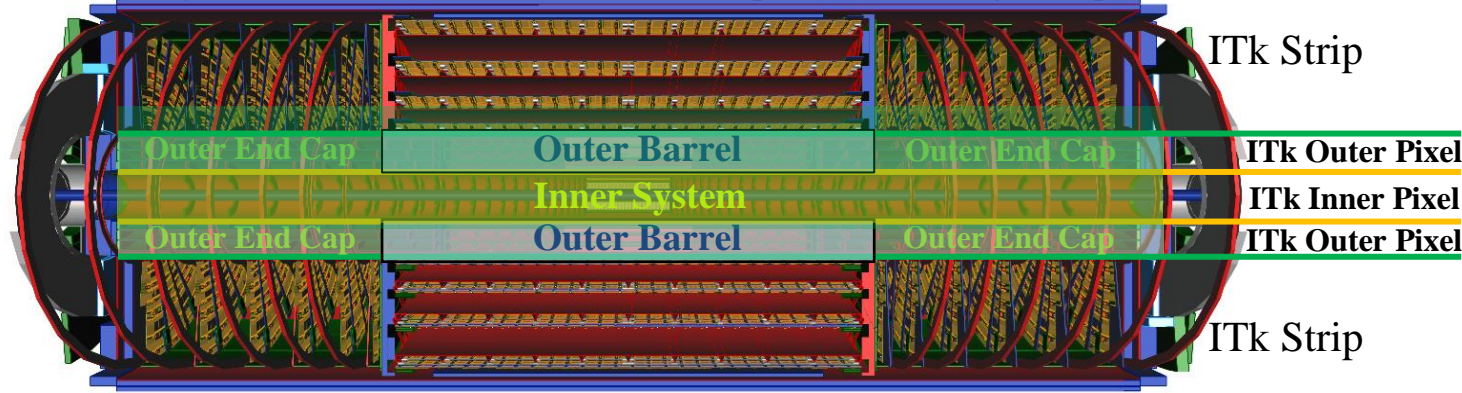 ITk Strip
Outer End Cap Outer Barrel Outer End Cap ITk Outer Pixel
Inner System ITk Inner Pixel
Outer End Cap Outer Barrel Outer End Cap ITk Outer Pixel
ITk Strip